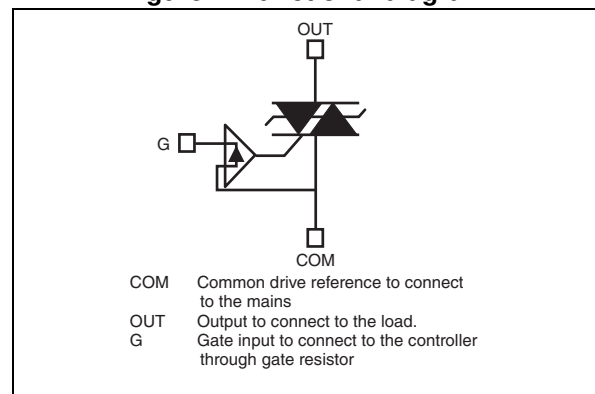 OUT
G
COM
COM Common drive reference to connect
to the mains
OUT Output to connect to the load.
G Gate input to connect to the controller
through gate resistor